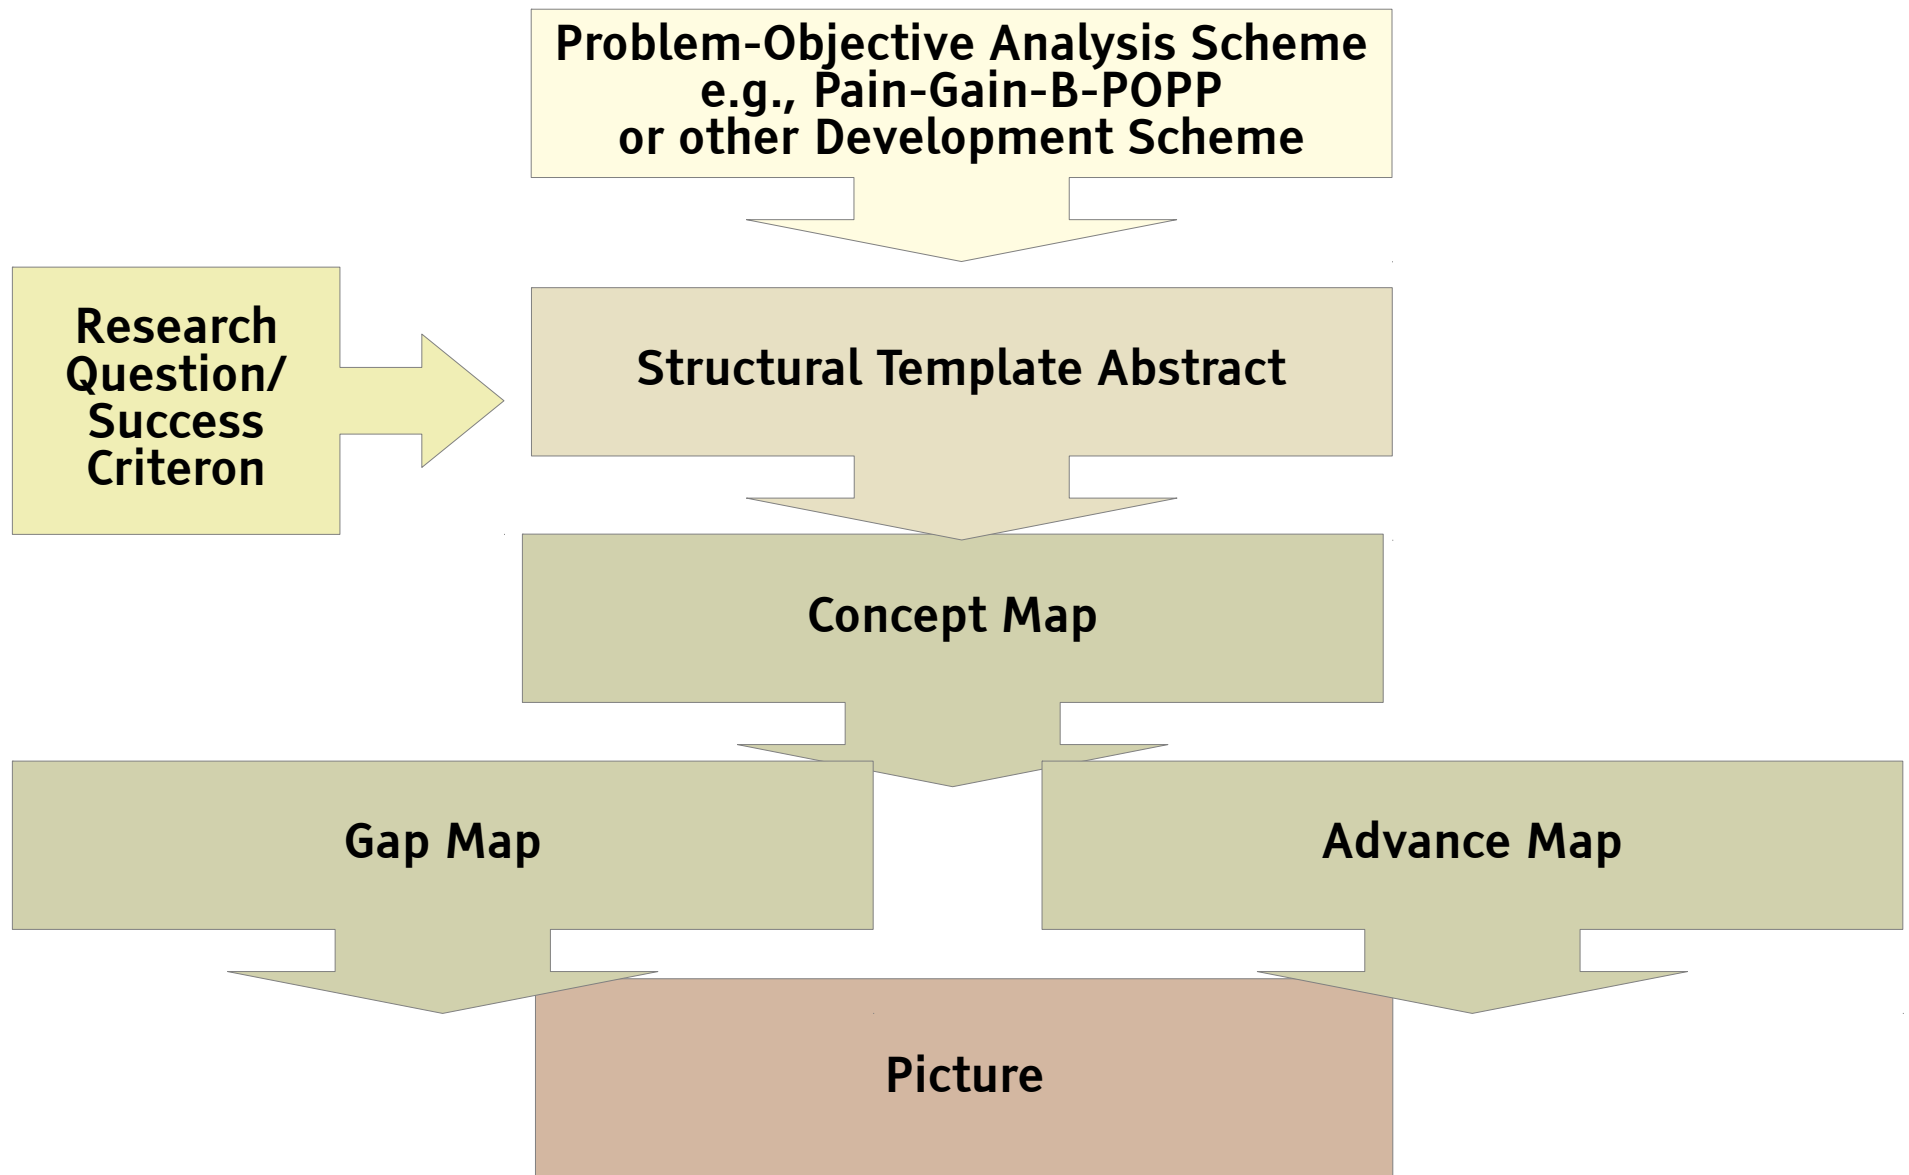 Problem-Objective Analysis Scheme
e.g., Pain-Gain-B-POPP
or other Development Scheme
Research
Question/
Success
Criteron
Structural Template Abstract
Concept Map
Gap Map
Advance Map
Picture